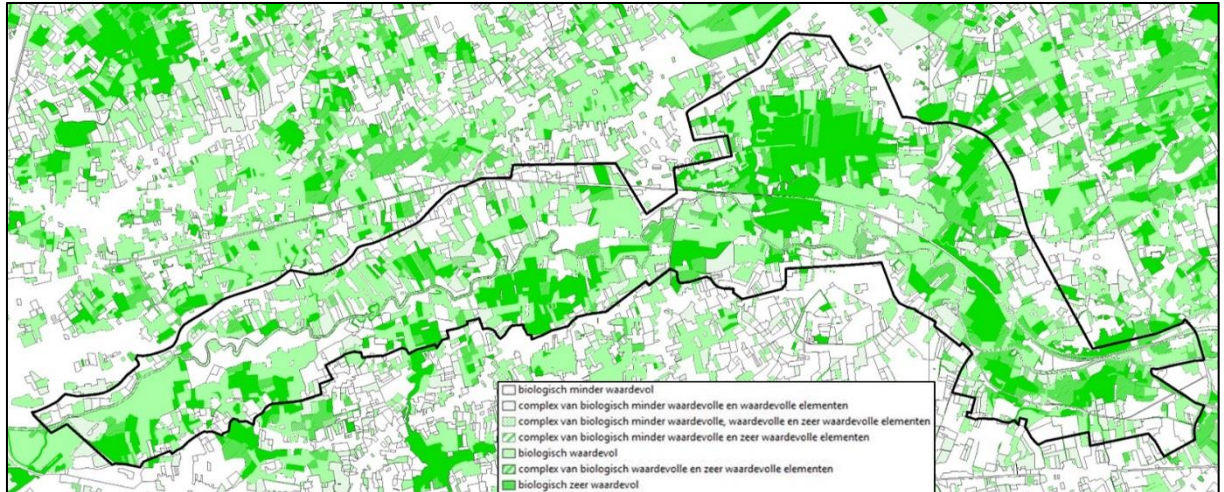 biologisch minder waardevol
complex van biologisch minder waardevolle en waardevolle elementen
complex van biologisch minder waardevolle, waardevolle en zeer waardevolle elementen
complex van biologisch minder waardevolle en zeer waardevolle elementen
biologisch waardevol
complex van biologisch waardevolle en zeer waardevolle elementen
biologisch zeer waardevol